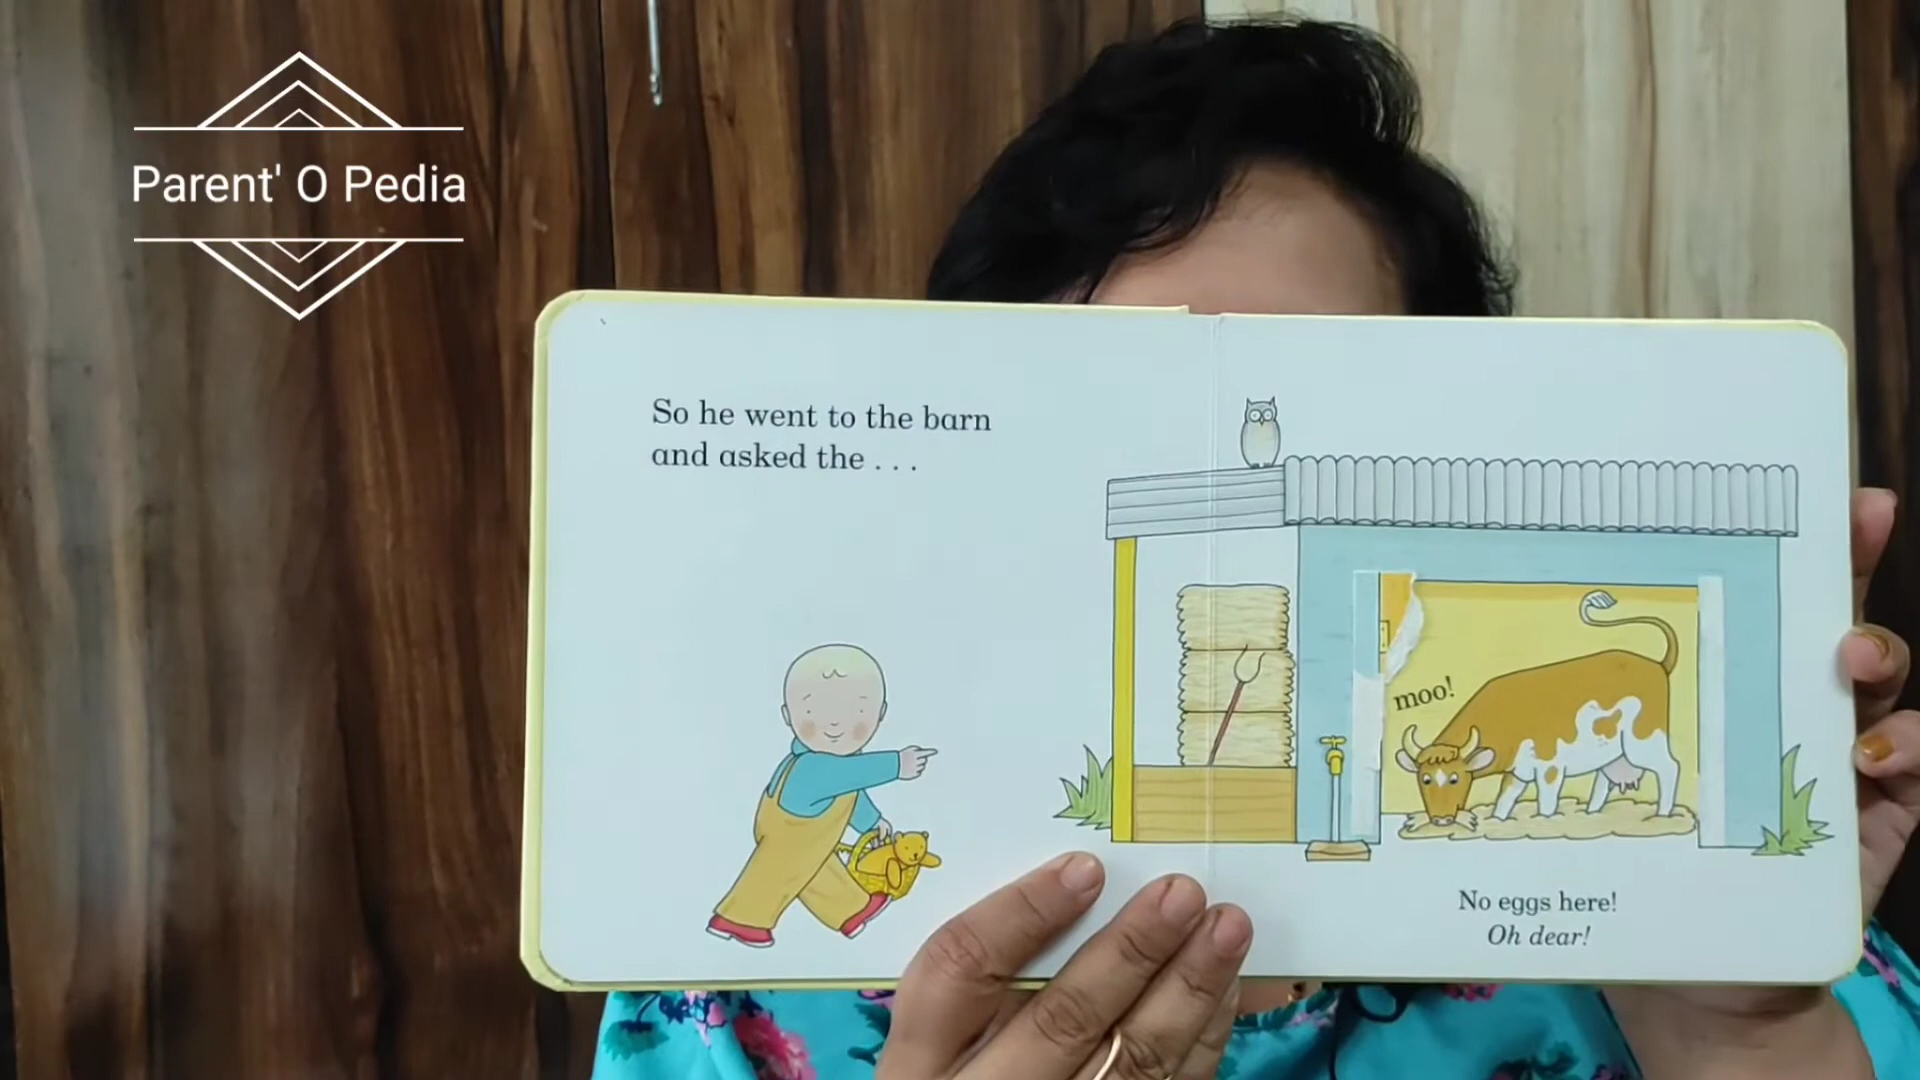 Parent' O Pedia
So he went to the barn
and asked the . . .
moo!
No eggs here!
Oh dear!